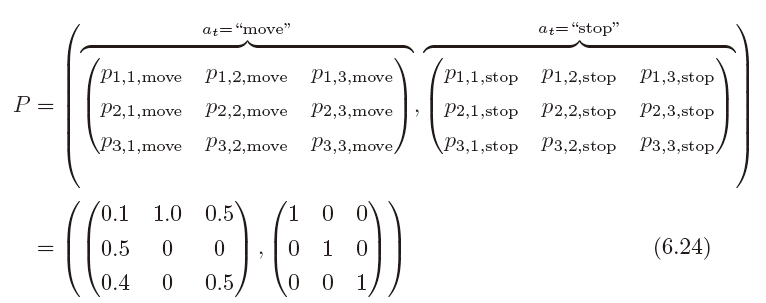 a_t=“move” a_t=“stop”
P = ( ( p_{1,1,move} p_{1,2,move} p_{1,3,move} ) , ( p_{1,1,stop} p_{1,2,stop} p_{1,3,stop} ) )
p_{2,1,move} p_{2,2,move} p_{2,3,move} p_{2,1,stop} p_{2,2,stop} p_{2,3,stop}
p_{3,1,move} p_{3,2,move} p_{3,3,move} p_{3,1,stop} p_{3,2,stop} p_{3,3,stop}
0.1 1.0 0.5 1 0 0
= ( ( 0.5 0 0 ) , ( 0 1 0 ) ) (6.24)
0.4 0 0.5 0 0 1